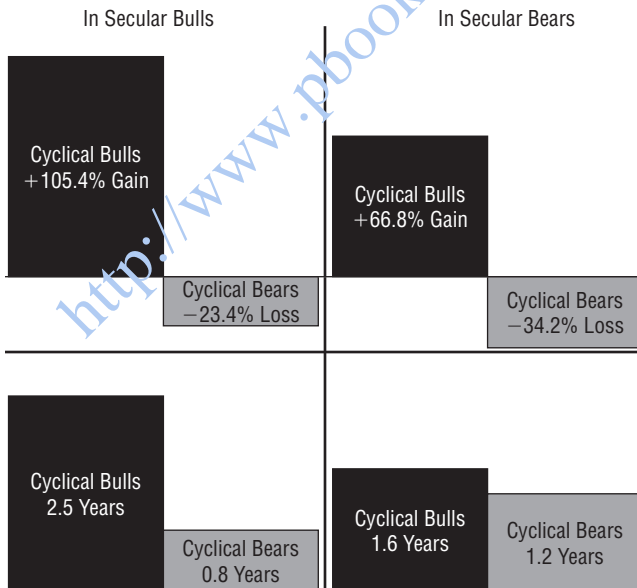 In Secular Bulls
In Secular Bears
Cyclical Bulls
+105.4% Gain
Cyclical Bears
−23.4% Loss
Cyclical Bulls
+66.8% Gain
Cyclical Bears
−34.2% Loss
Cyclical Bulls
2.5 Years
Cyclical Bears
0.8 Years
Cyclical Bulls
1.6 Years
Cyclical Bears
1.2 Years
http://www.pbook